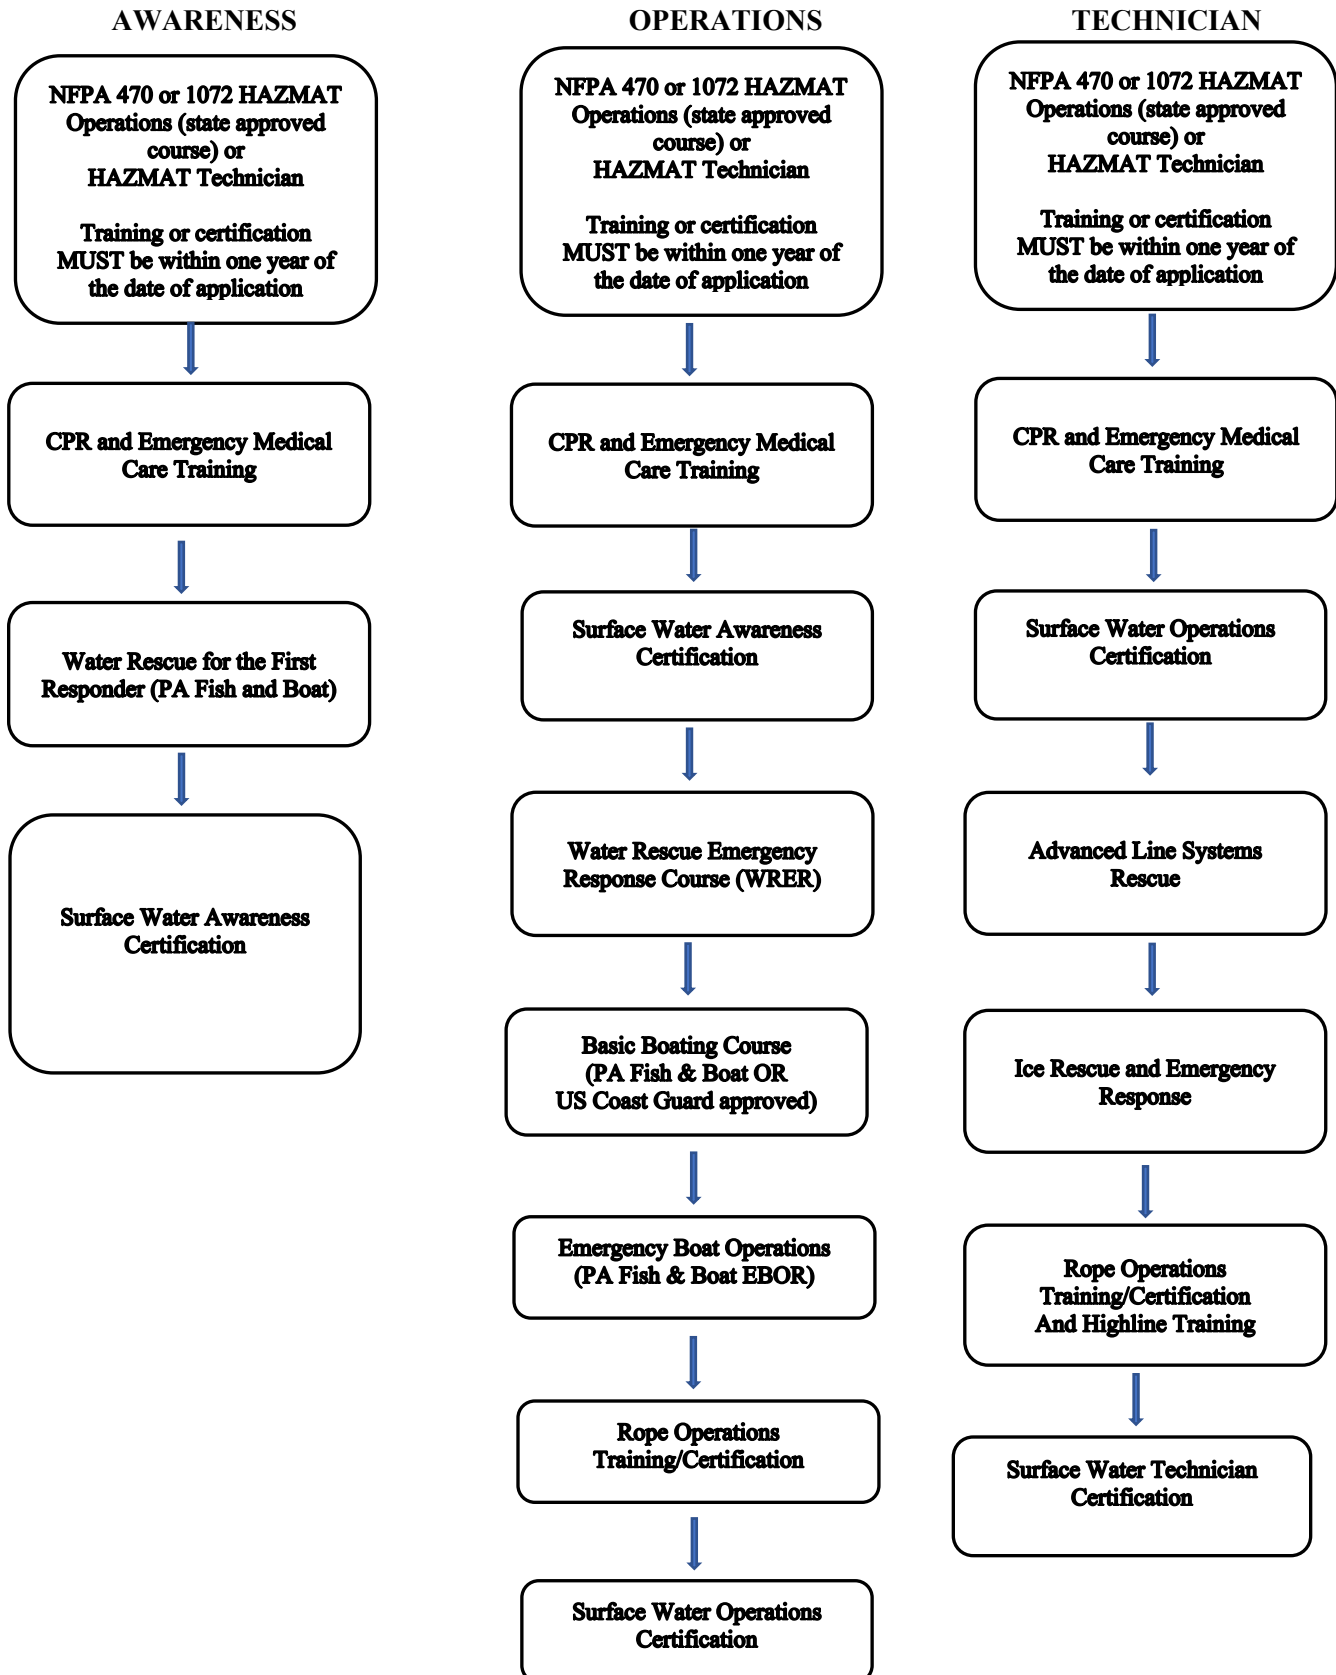 AWARENESS
NFPA 470 or 1072 HAZMAT
Operations (state approved
course) or
HAZMAT Technician
Training or certification
MUST be within one year of
the date of application
CPR and Emergency Medical
Care Training
Water Rescue for the First
Responder (PA Fish and Boat)
Surface Water Awareness
Certification
OPERATIONS
NFPA 470 or 1072 HAZMAT
Operations (state approved
course) or
HAZMAT Technician
Training or certification
MUST be within one year of
the date of application
CPR and Emergency Medical
Care Training
Surface Water Awareness
Certification
Water Rescue Emergency
Response Course (WRER)
Basic Boating Course
(PA Fish & Boat OR
US Coast Guard approved)
Emergency Boat Operations
(PA Fish & Boat EBOR)
Rope Operations
Training/Certification
Surface Water Operations
Certification
TECHNICIAN
NFPA 470 or 1072 HAZMAT
Operations (state approved
course) or
HAZMAT Technician
Training or certification
MUST be within one year of
the date of application
CPR and Emergency Medical
Care Training
Surface Water Operations
Certification
Advanced Line Systems
Rescue
Ice Rescue and Emergency
Response
Rope Operations
Training/Certification
And Highline Training
Surface Water Technician
Certification